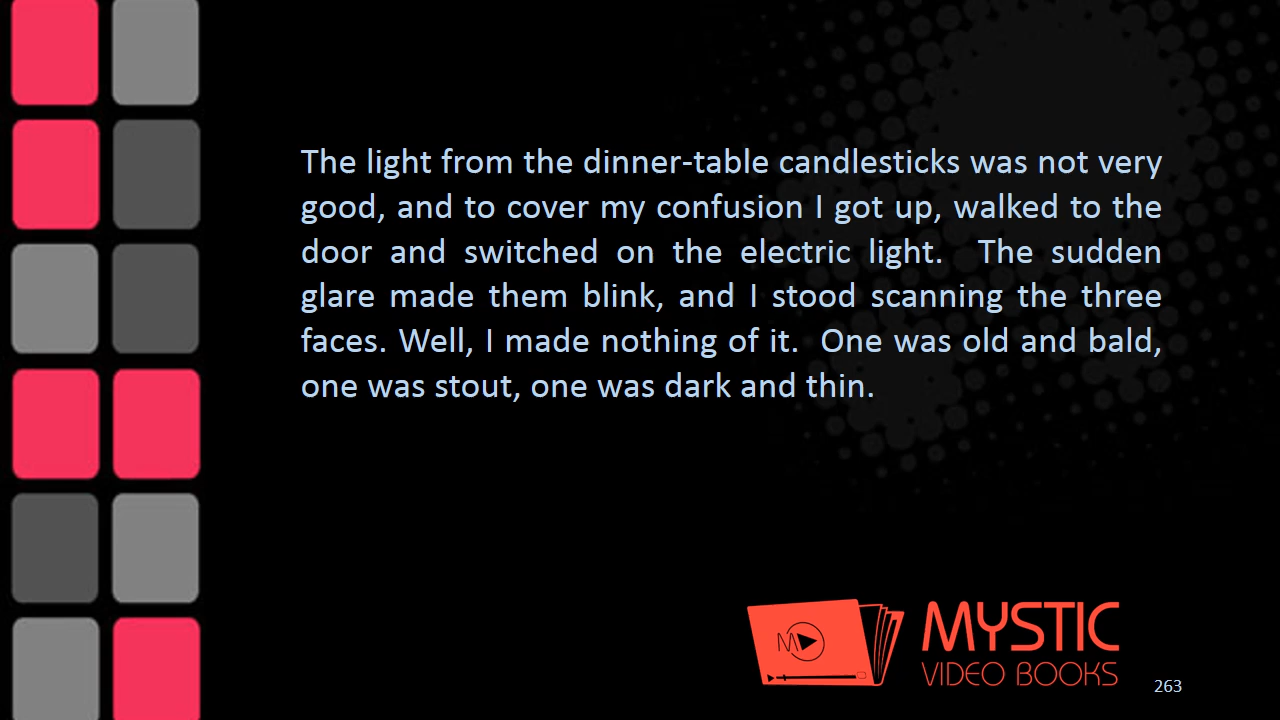 The light from the dinner-table candlesticks was not very
good, and to cover my confusion I got up, walked to the
door and switched on the electric light.  The sudden
glare made them blink, and I stood scanning the three
faces. Well, I made nothing of it.  One was old and bald,
one was stout, one was dark and thin.
M
MYSTIC
VIDEO BOOKS
263